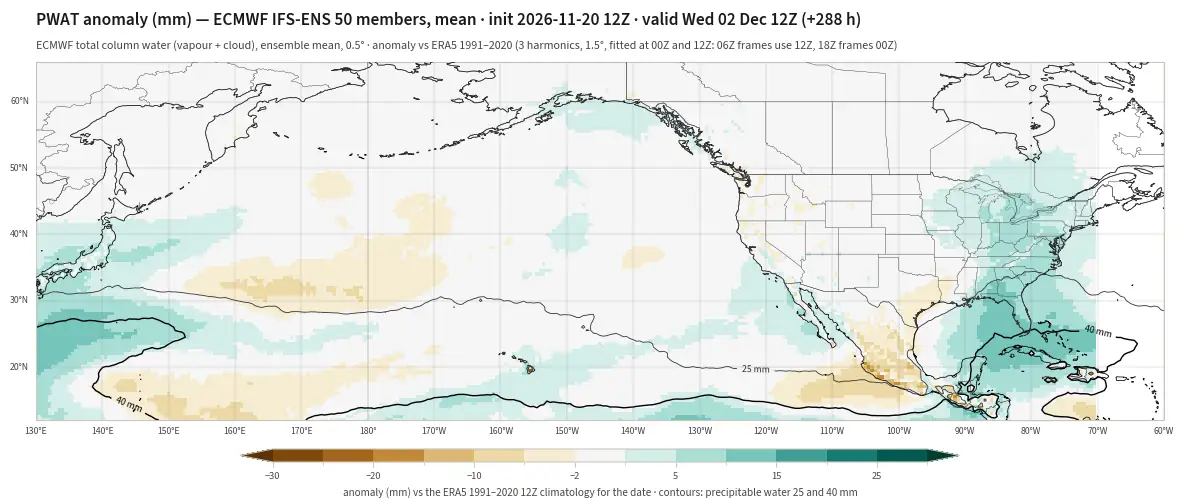 PWAT anomaly (mm) — ECMWF IFS-ENS 50 members, mean · init 2026-11-20 12Z · valid Wed 02 Dec 12Z (+288 h)
ECMWF total column water (vapour + cloud), ensemble mean, 0.5° · anomaly vs ERA5 1991–2020 (3 harmonics, 1.5°, fitted at 00Z and 12Z: 06Z frames use 12Z, 18Z frames 00Z)
60°N
50°N
40°N
30°N
20°N
40 mm
25 mm
40 mm
130°E 140°E 150°E 160°E 170°E 180° 170°W 160°W 150°W 140°W 130°W 120°W 110°W 100°W 90°W 80°W 70°W 60°W
−30 −20 −10 −2 5 15 25
anomaly (mm) vs the ERA5 1991–2020 12Z climatology for the date · contours: precipitable water 25 and 40 mm